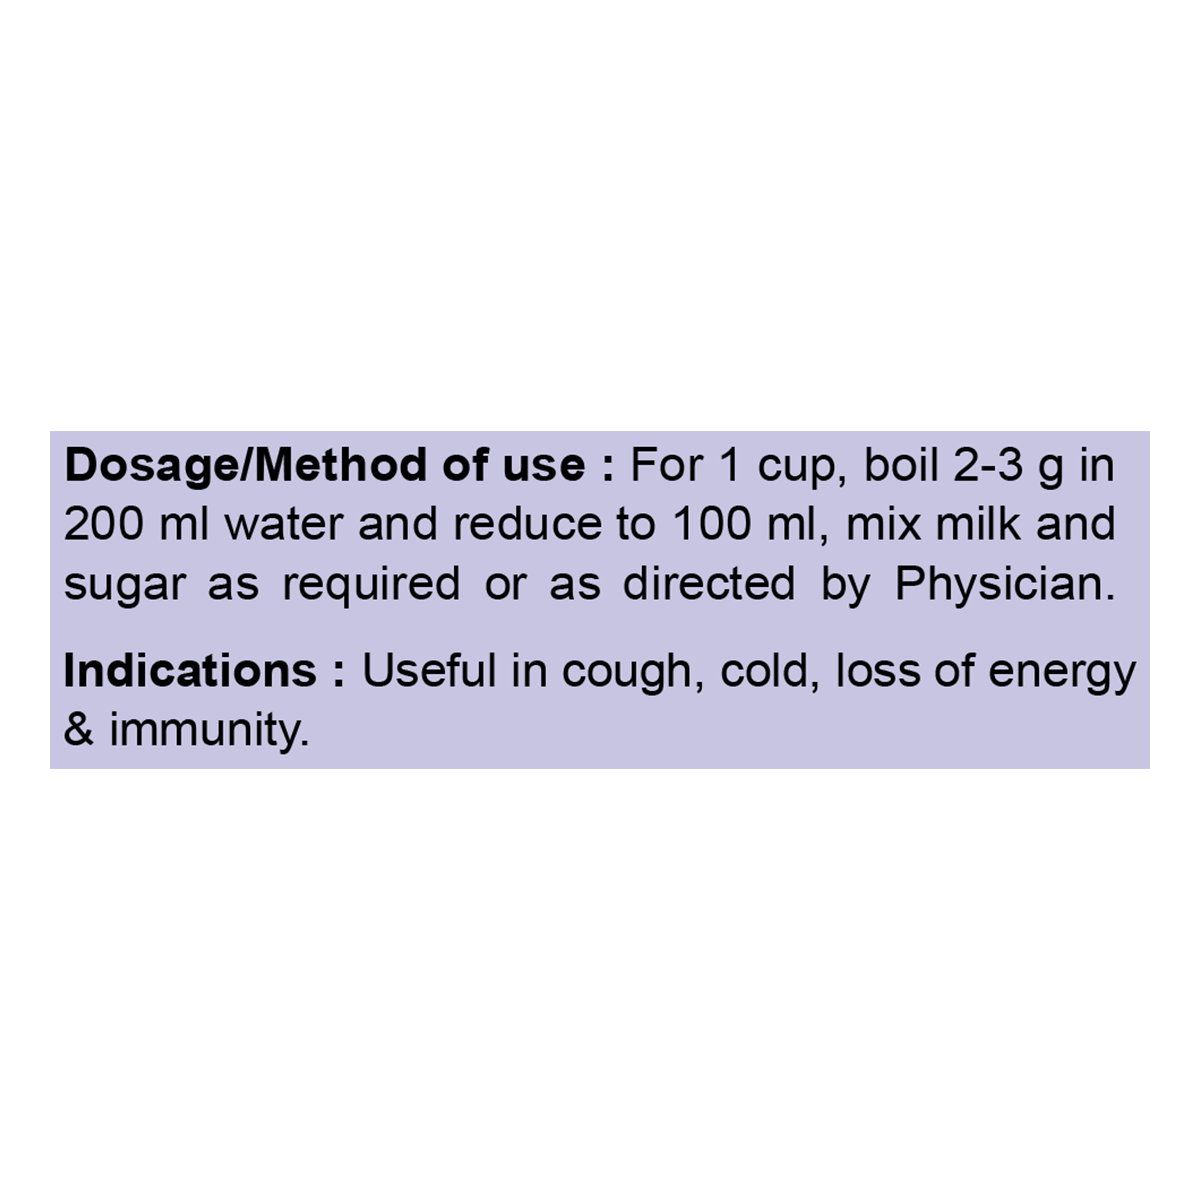 Dosage/Method of use : For 1 cup, boil 2-3 g in
200 ml water and reduce to 100 ml, mix milk and
sugar as required or as directed by Physician.
Indications : Useful in cough, cold, loss of energy
& immunity.